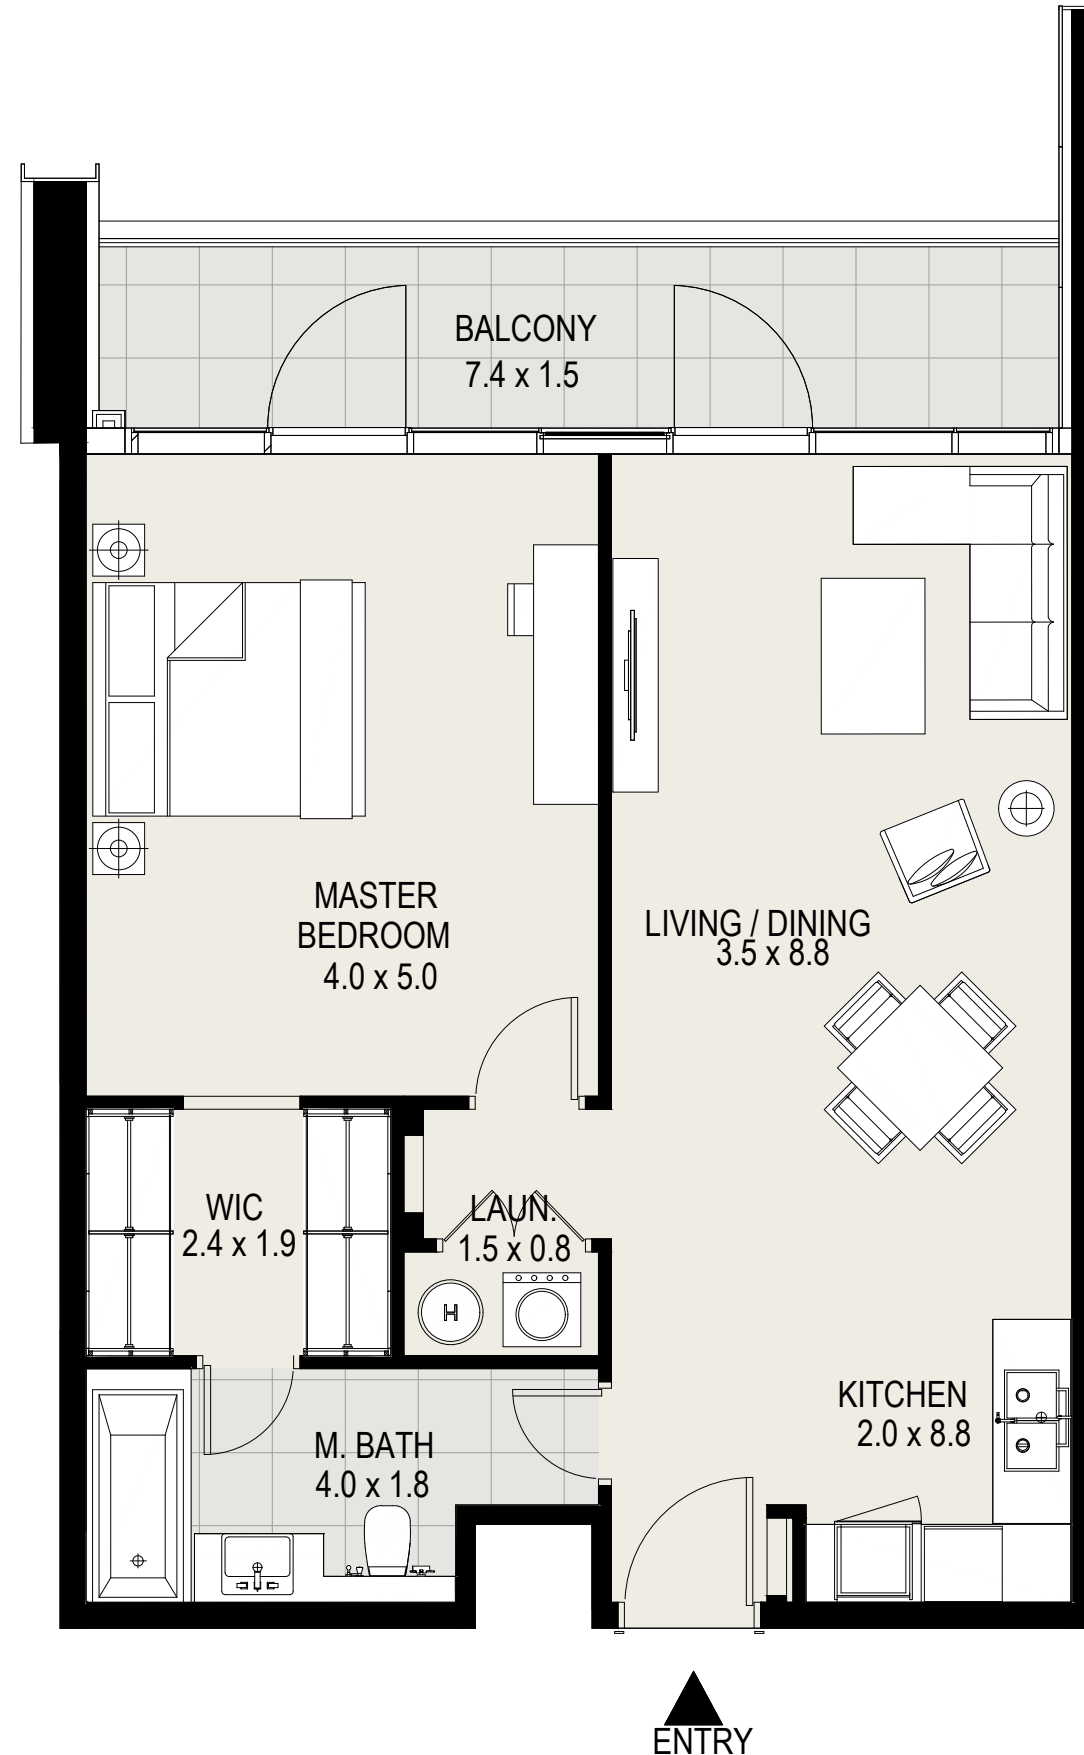 BALCONY
7.4 x 1.5
MASTER
BEDROOM
4.0 x 5.0
LIVING / DINING
3.5 x 8.8
WIC
2.4 x 1.9
LAUN.
1.5 x 0.8
H
KITCHEN
2.0 x 8.8
M. BATH
4.0 x 1.8
ENTRY